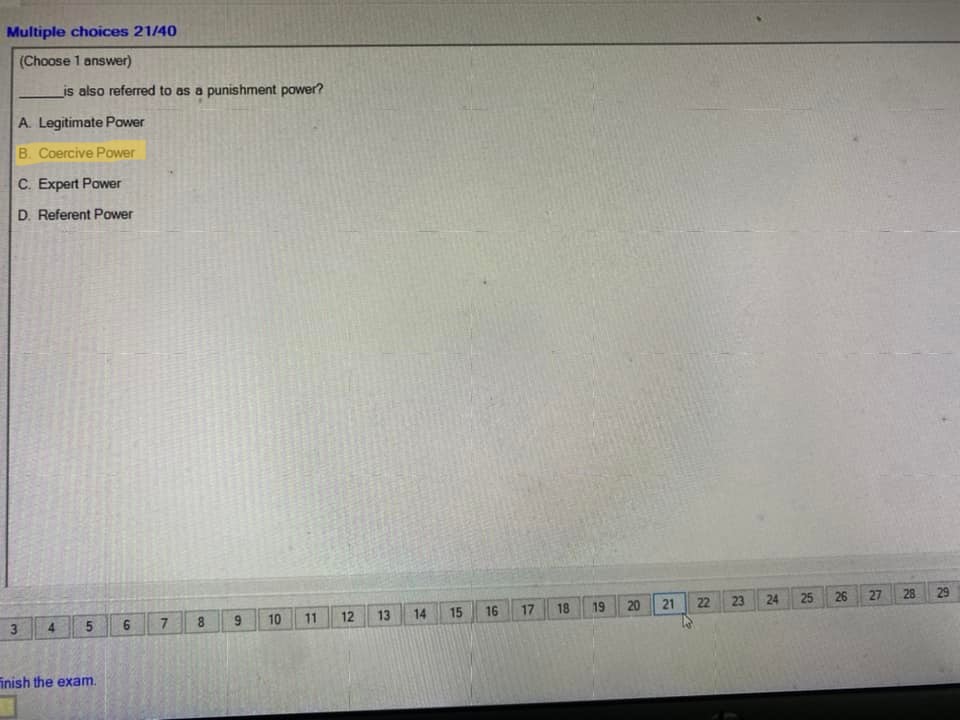 Multiple choices 21/40
(Choose 1 answer)
______is also referred to as a punishment power?
A. Legitimate Power
B. Coercive Power
C. Expert Power
D. Referent Power
3 4 5 6 7 8 9 10 11 12 13 14 15 16 17 18 19 20 21 22 23 24 25 26 27 28 29
inish the exam.